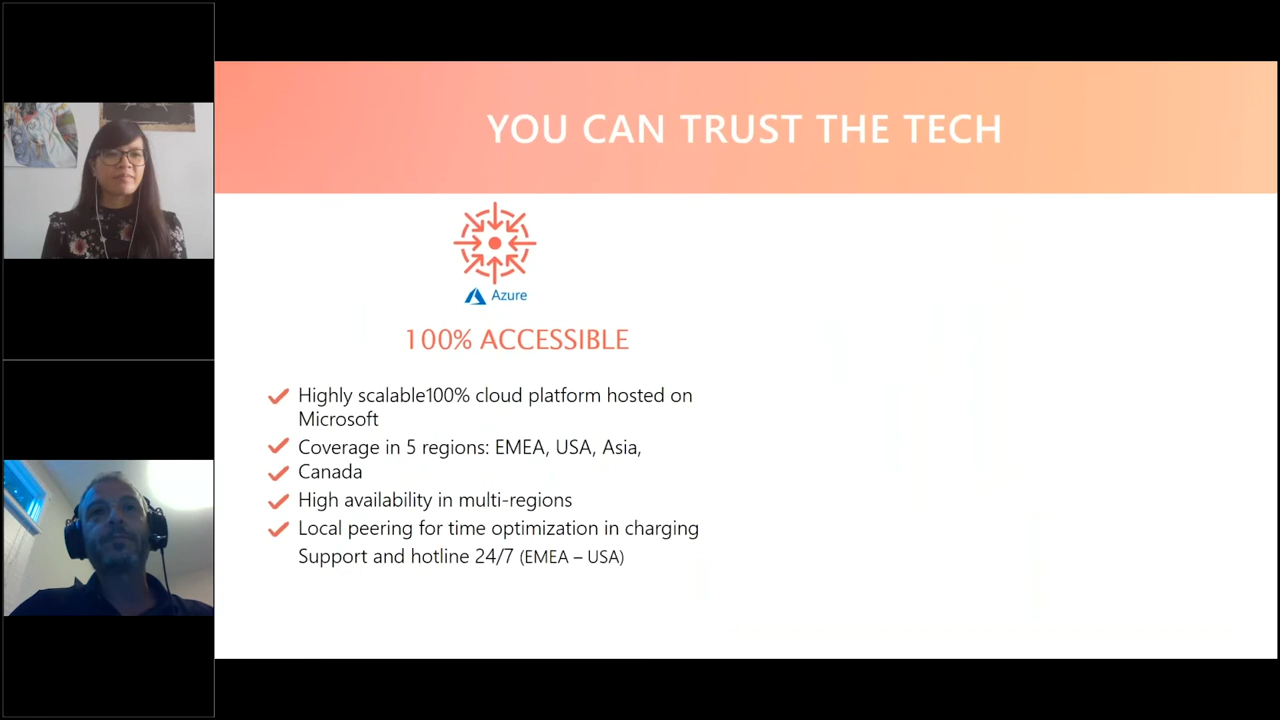 YOU CAN TRUST THE TECH
Azure
100% ACCESSIBLE
Highly scalable100% cloud platform hosted on
Microsoft
Coverage in 5 regions: EMEA, USA, Asia,
Canada
High availability in multi-regions
Local peering for time optimization in charging
Support and hotline 24/7 (EMEA – USA)